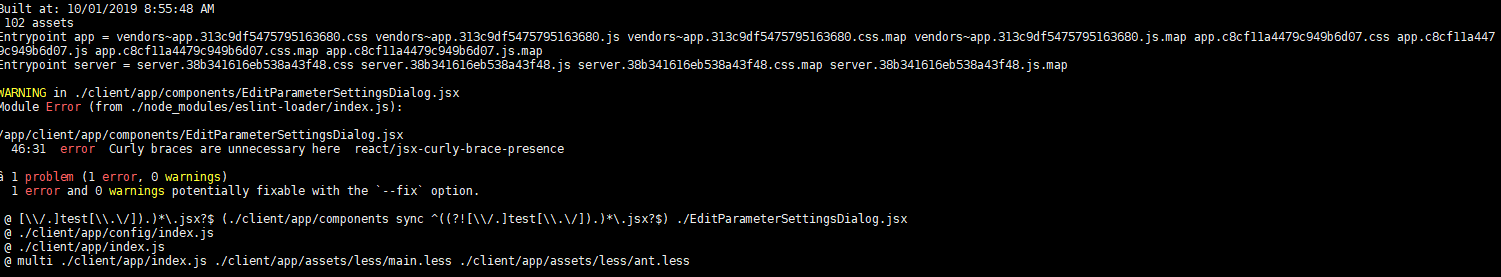 Built at: 10/01/2019 8:55:48 AM
102 assets
Entrypoint app = vendors~app.313c9df5475795163680.css vendors~app.313c9df5475795163680.js vendors~app.313c9df5475795163680.css.map vendors~app.313c9df5475795163680.js.map app.c8cf11a4479c949b6d07.css app.c8cf11a447
9c949b6d07.js app.c8cf11a4479c949b6d07.css.map app.c8cf11a4479c949b6d07.js.map
Entrypoint server = server.38b341616eb538a43f48.css server.38b341616eb538a43f48.js server.38b341616eb538a43f48.css.map server.38b341616eb538a43f48.js.map
WARNING in ./client/app/components/EditParameterSettingsDialog.jsx
Module Error (from ./node_modules/eslint-loader/index.js):
/app/client/app/components/EditParameterSettingsDialog.jsx
46:31  error  Curly braces are unnecessary here  react/jsx-curly-brace-presence
â 1 problem (1 error, 0 warnings)
1 error and 0 warnings potentially fixable with the `--fix` option.
@ [\\/.]test[\\.\/]).)*\.jsx?$ (./client/app/components sync ^((?![\\/.]test[\\.\/]).)*\.jsx?$) ./EditParameterSettingsDialog.jsx
@ ./client/app/config/index.js
@ ./client/app/index.js
@ multi ./client/app/index.js ./client/app/assets/less/main.less ./client/app/assets/less/ant.less